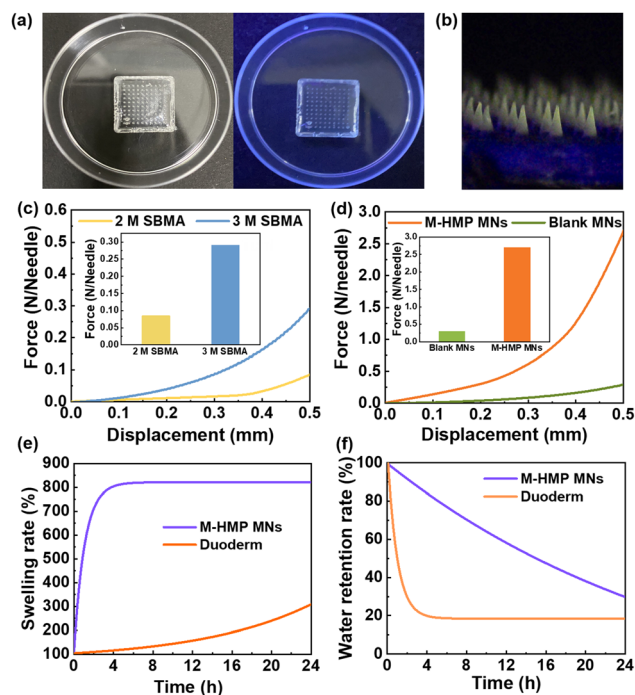 (a)
(b)
(c)
2 M SBMA 3 M SBMA
Force (N/Needle)
0.6
0.5
0.4
0.3
0.2
0.1
0.0
Force (N/Needle)
0.30
0.25
0.20
0.15
0.10
0.05
0.00
2 M SBMA 3 M SBMA
0.0 0.1 0.2 0.3 0.4 0.5
Displacement (mm)
(d)
M-HMP MNs Blank MNs
Force (N/Needle)
3.0
2.5
2.0
1.5
1.0
0.5
0.0
Force (N/Needle)
3.0
2.5
2.0
1.5
1.0
0.5
0.0
Blank MNs M-HMP MNs
0.0 0.1 0.2 0.3 0.4 0.5
Displacement (mm)
(e)
Swelling rate (%)
900
800
700
600
500
400
300
200
100
M-HMP MNs
Duoderm
0 4 8 12 16 20 24
Time (h)
(f)
Water retention rate (%)
100
80
60
40
20
0
M-HMP MNs
Duoderm
0 4 8 12 16 20 24
Time (h)